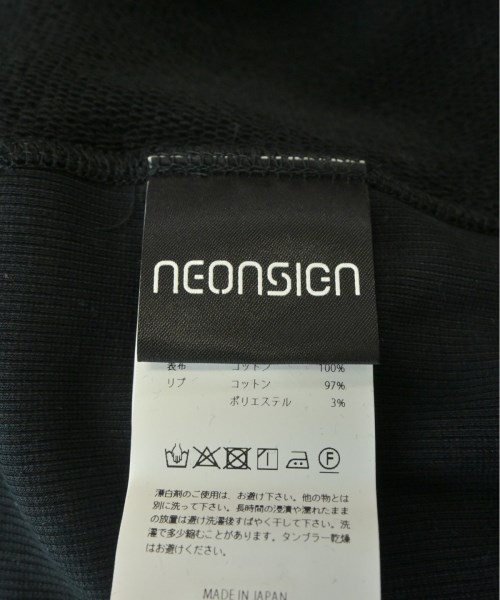 NEONSIGN
表布 コットン 100%
リブ コットン 97%
ポリエステル 3%
F
漂白剤のご使用は、お避け下さい。他の物とは
別に洗って下さい。長時間の浸漬や濡れたまま
の放置は避け洗濯後すばやく干して下さい。洗
濯で多少縮むことがあります。タンブラー乾燥
はお避けください。
MADE IN JAPAN